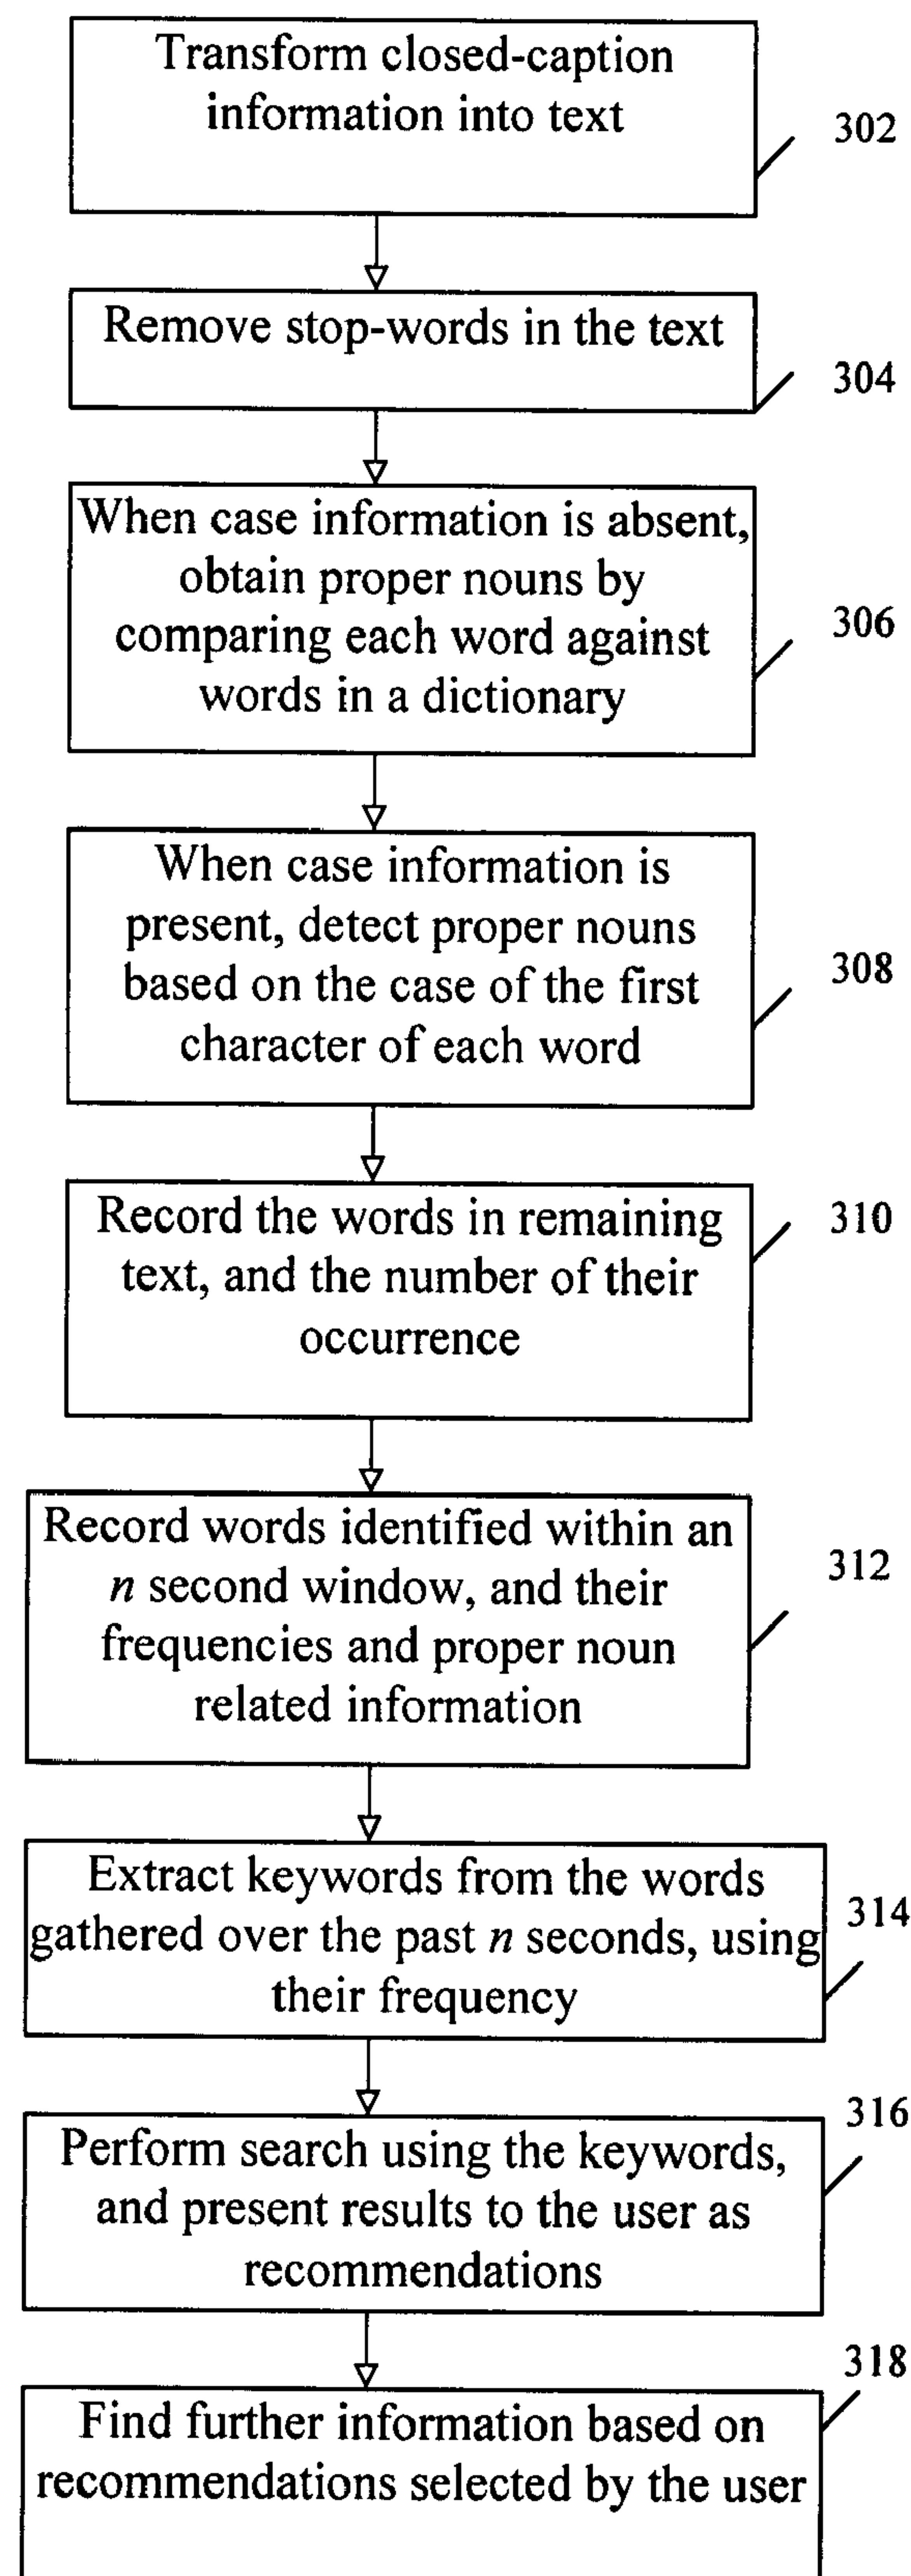 Transform closed-caption
information into text
302
Remove stop-words in the text
304
When case information is absent,
obtain proper nouns by
comparing each word against
words in a dictionary
306
When case information is
present, detect proper nouns
based on the case of the first
character of each word
308
Record the words in remaining
text, and the number of their
occurrence
310
Record words identified within an
n second window, and their
frequencies and proper noun
related information
312
Extract keywords from the words
gathered over the past n seconds, using
their frequency
314
Perform search using the keywords,
and present results to the user as
recommendations
316
Find further information based on
recommendations selected by the user
318